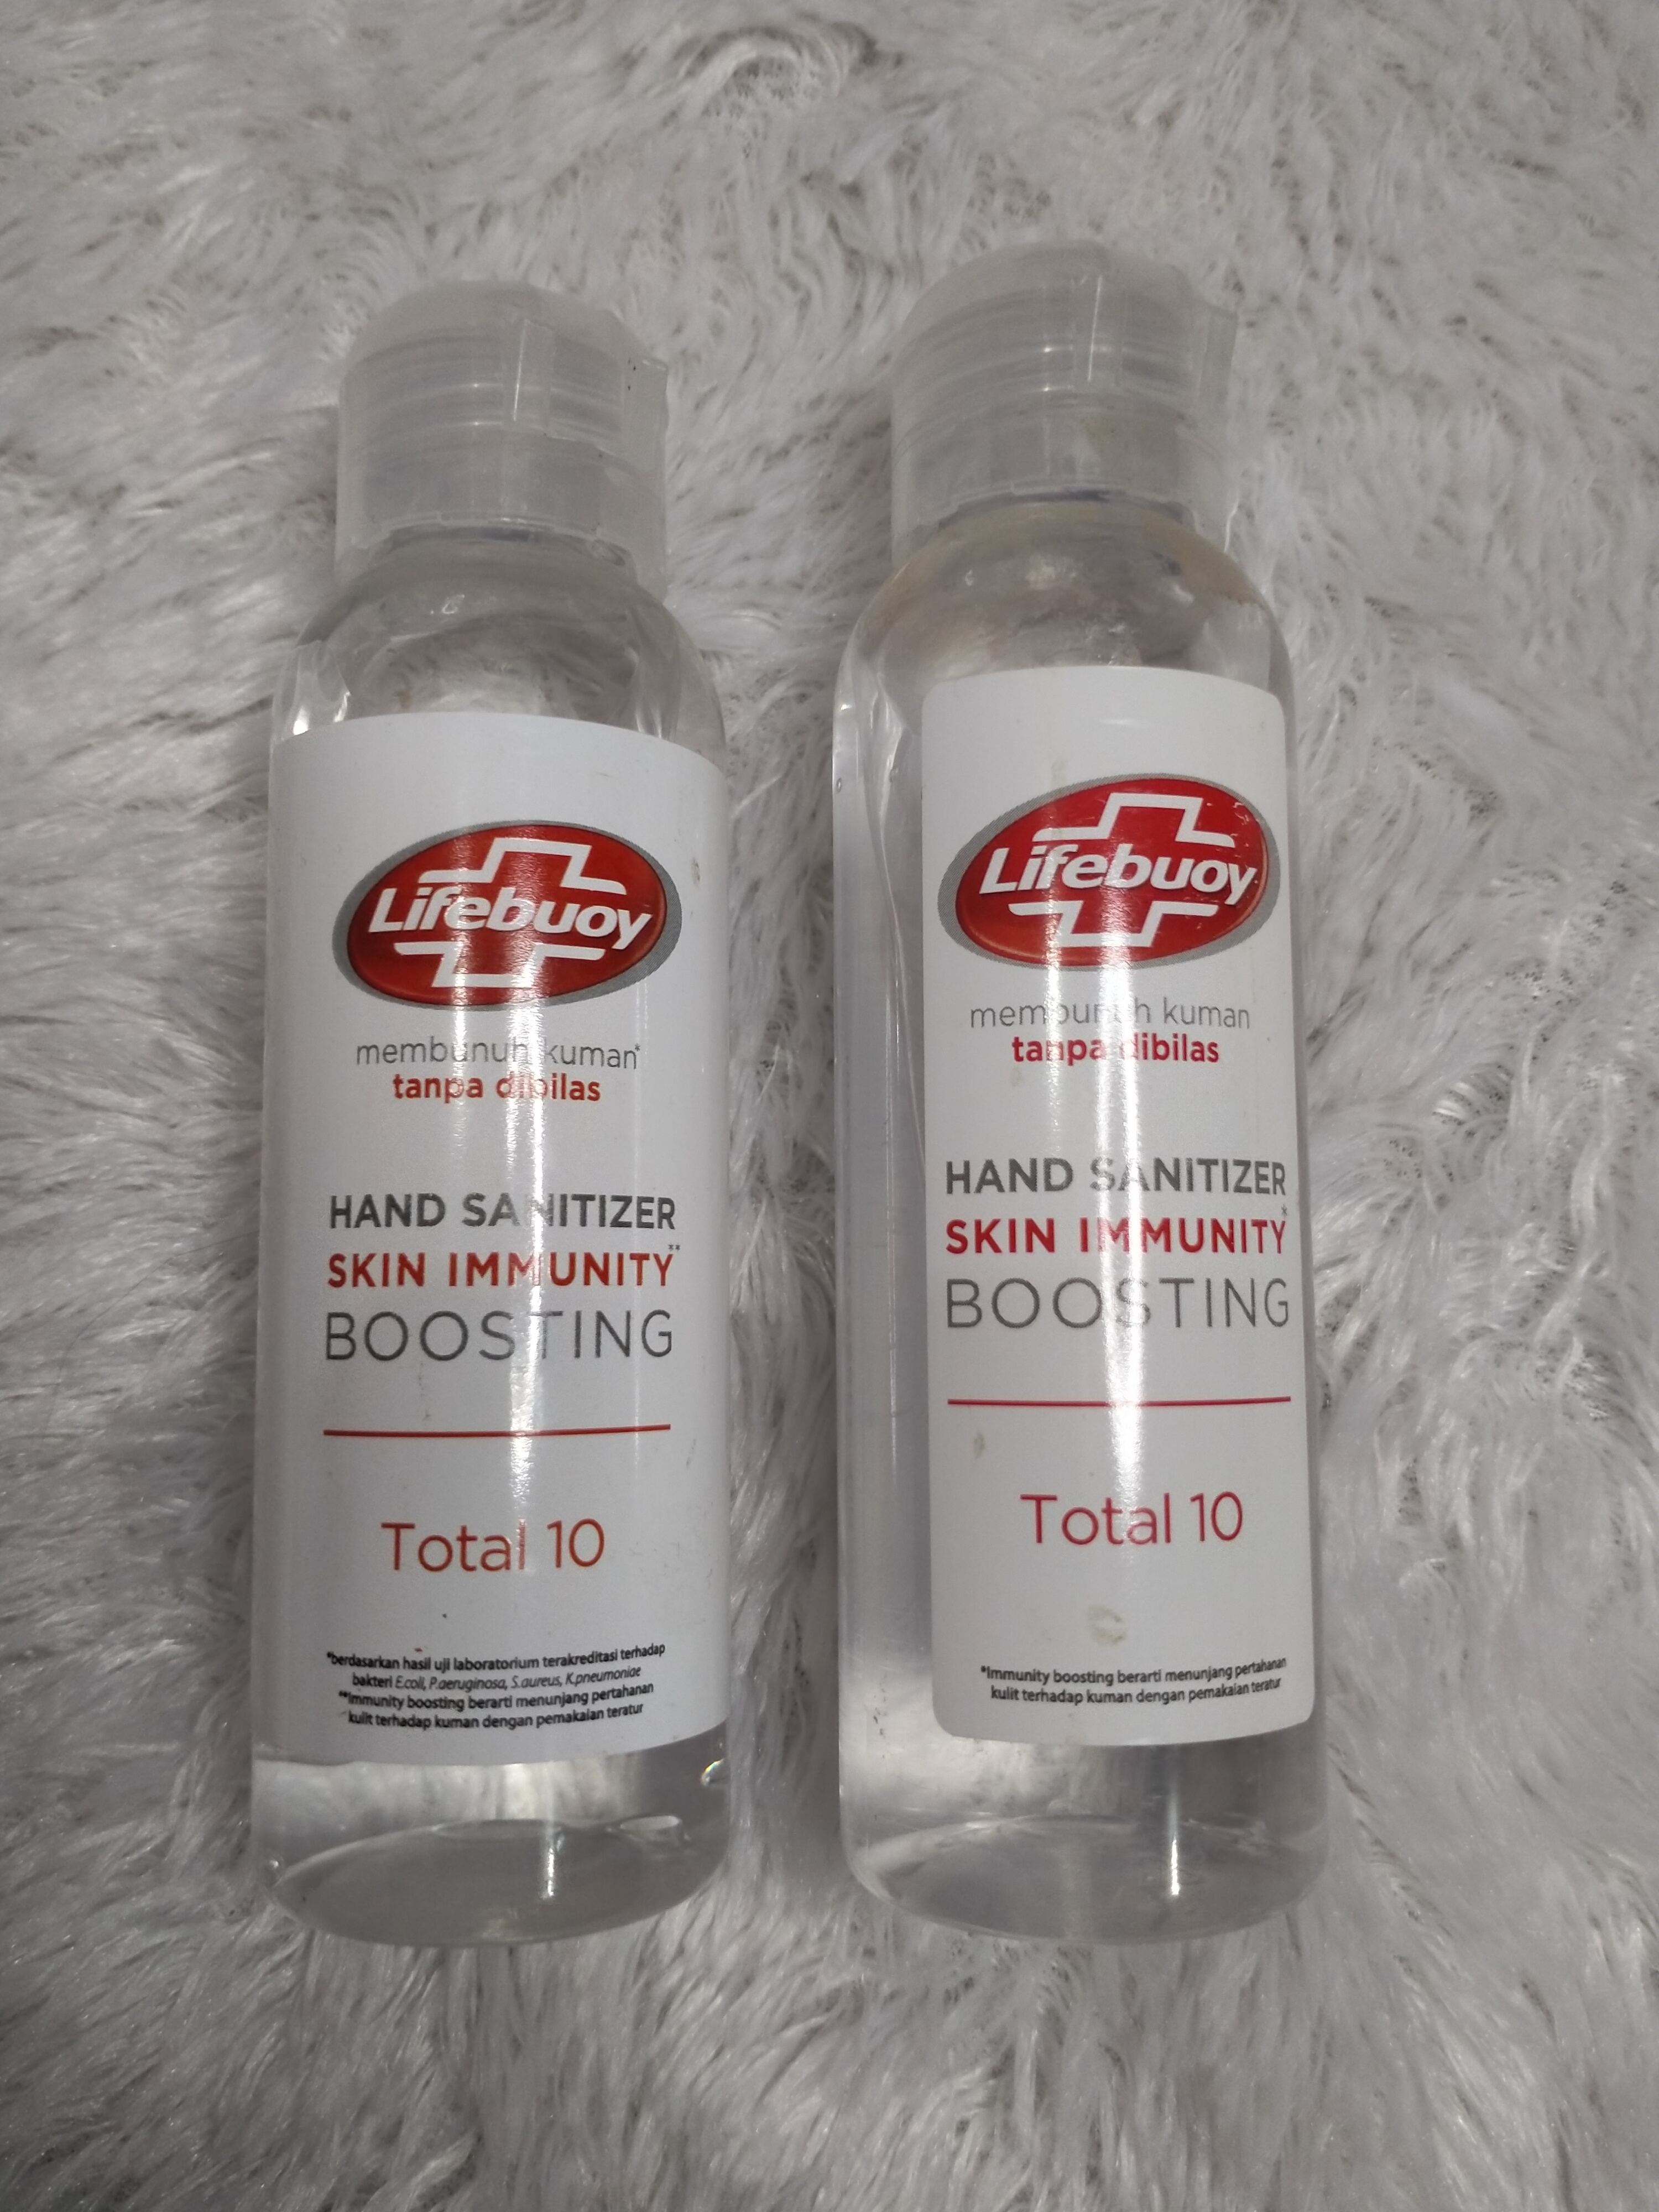 Lifebuoy
membunuh kuman*
tanpa dibilas
HAND SANITIZER
SKIN IMMUNITY**
BOOSTING
Total 10
*berdasarkan hasil uji laboratorium terakreditasi terhadap
bakteri E.coli, P.aeruginosa, S.aureus, K.pneumoniae
**Immunity boosting berarti menunjang pertahanan
kulit terhadap kuman dengan pemakaian teratur
Lifebuoy
membunuh kuman
tanpa dibilas
HAND SANITIZER
SKIN IMMUNITY*
BOOSTING
Total 10
*Immunity boosting berarti menunjang pertahanan
kulit terhadap kuman dengan pemakaian teratur